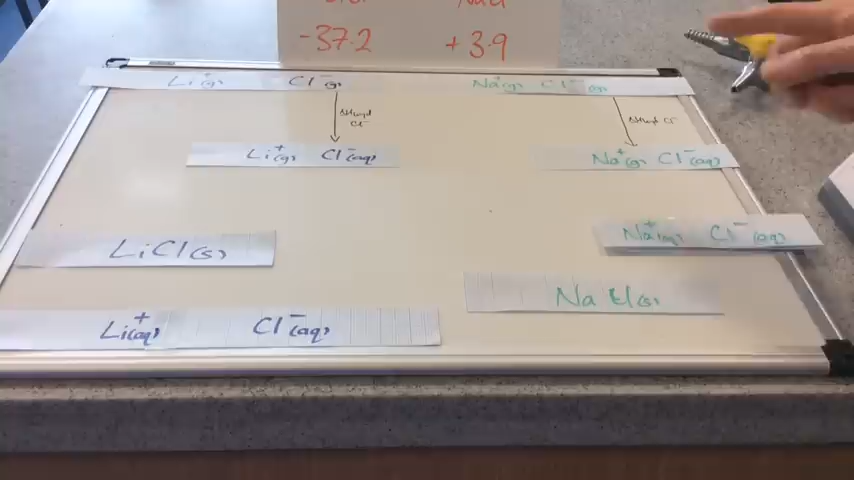 NaCl
-37.2 +3.9
Li⁺(g) Cl⁻(g) Na⁺(g) Cl⁻(g)
ΔHhyd Cl⁻ ΔHhyd Cl⁻
Li⁺(g) Cl⁻(aq) Na⁺(g) Cl⁻(aq)
LiCl(s) Na⁺(aq) Cl⁻(aq)
NaCl(s)
Li⁺(aq) Cl⁻(aq)